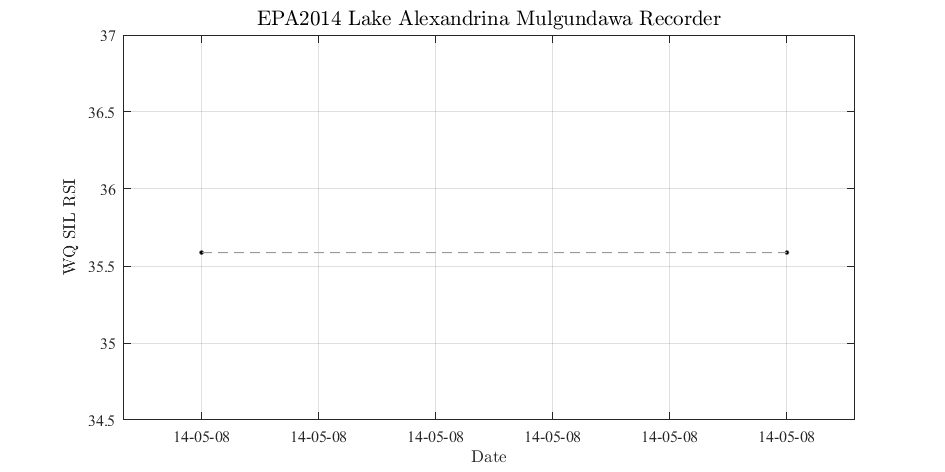 EPA2014 Lake Alexandrina Mulgundawa Recorder
37
36.5
36
35.5
35
34.5
WQ SIL RSI
14-05-08 14-05-08 14-05-08 14-05-08 14-05-08 14-05-08
Date